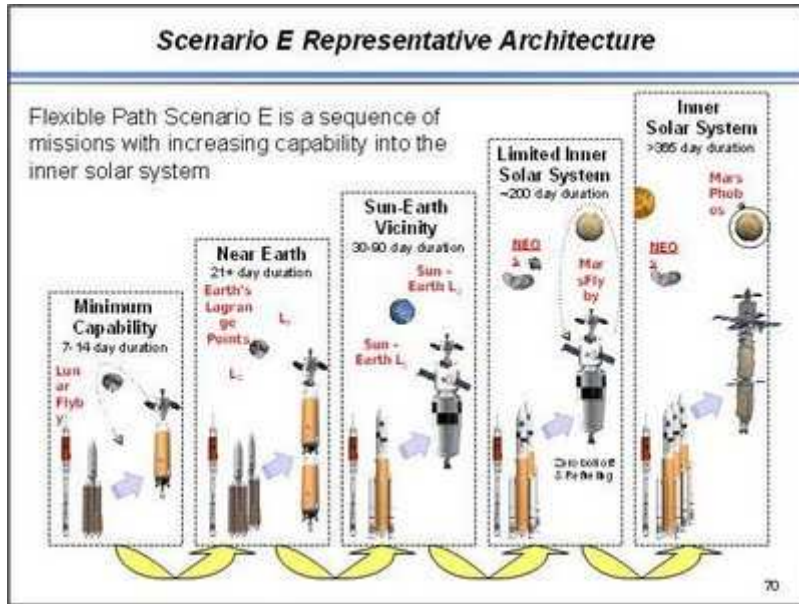 Scenario E Representative Architecture
Flexible Path Scenario E is a sequence of
missions with increasing capability into the
inner solar system
Minimum
Capability
7-14 day duration
Lun
ar
Flyb
y
Near Earth
21+ day duration
Earth's
Lagran
ge
Points
Sun-Earth
Vicinity
30-90 day duration
Sun -
Earth L
Sun -
Earth L
Limited Inner
Solar System
~200 day duration
NEO
s
Mar
sFly
by
& Refueling
Inner
Solar System
>365 day duration
Mars
Phob
os
NEO
s
70